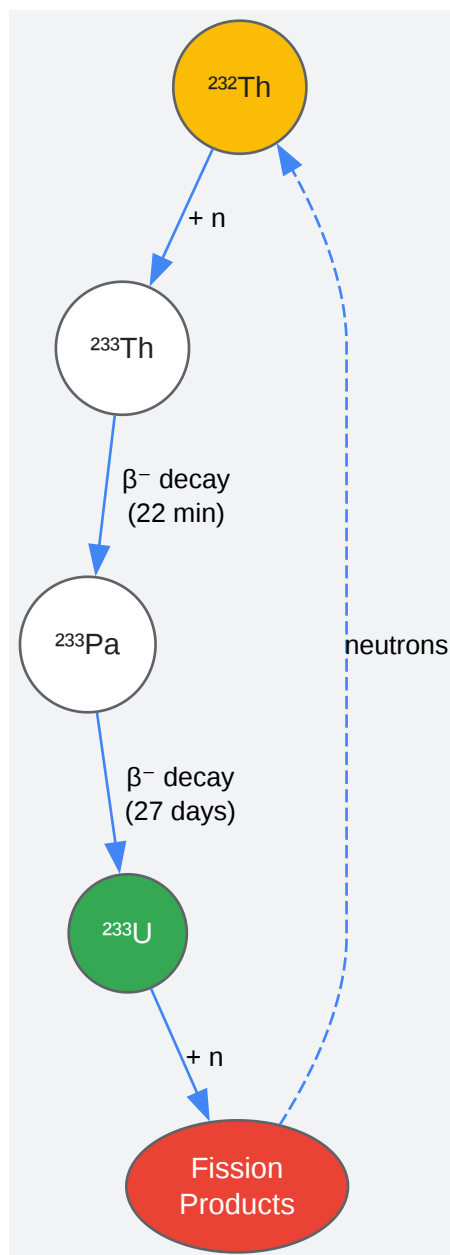 ²³²Th
+ n
²³³Th
β⁻ decay
(22 min)
²³³Pa
neutrons
β⁻ decay
(27 days)
²³³U
+ n
Fission
Products